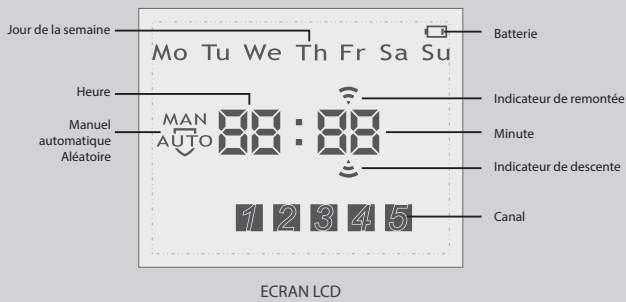 Jour de la semaine
Batterie
Mo Tu We Th Fr Sa Su
Heure
Indicateur de remontée
MAN
AUTO
88:88
Minute
Manuel
automatique
Aléatoire
Indicateur de descente
1 2 3 4 5
Canal
ECRAN LCD